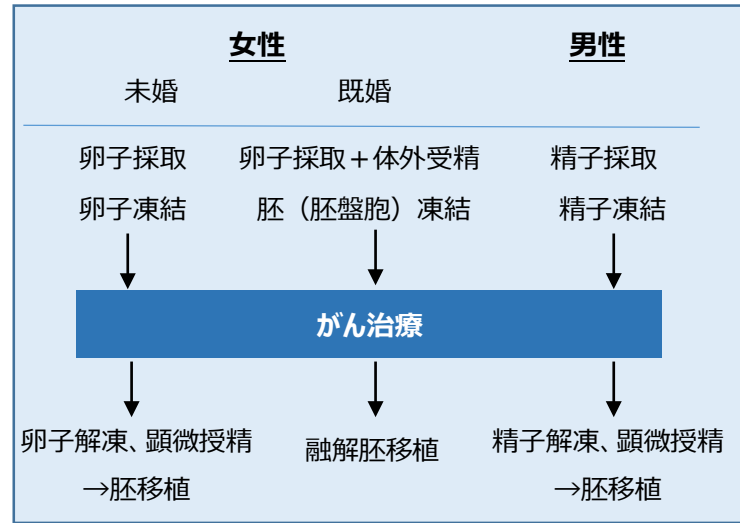 女性 男性
未婚 既婚
卵子採取 卵子採取＋体外受精 精子採取
卵子凍結 胚（胚盤胞）凍結 精子凍結
がん治療
卵子解凍、顕微授精 融解胚移植 精子解凍、顕微授精
→胚移植 →胚移植